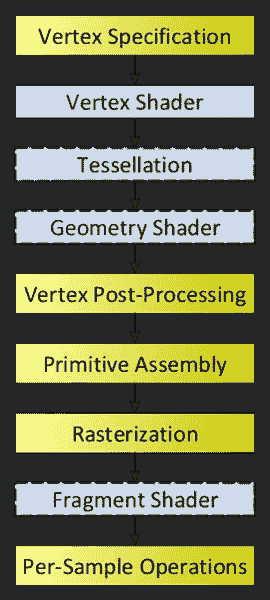 Vertex Specification
Vertex Shader
Tessellation
Geometry Shader
Vertex Post-Processing
Primitive Assembly
Rasterization
Fragment Shader
Per-Sample Operations